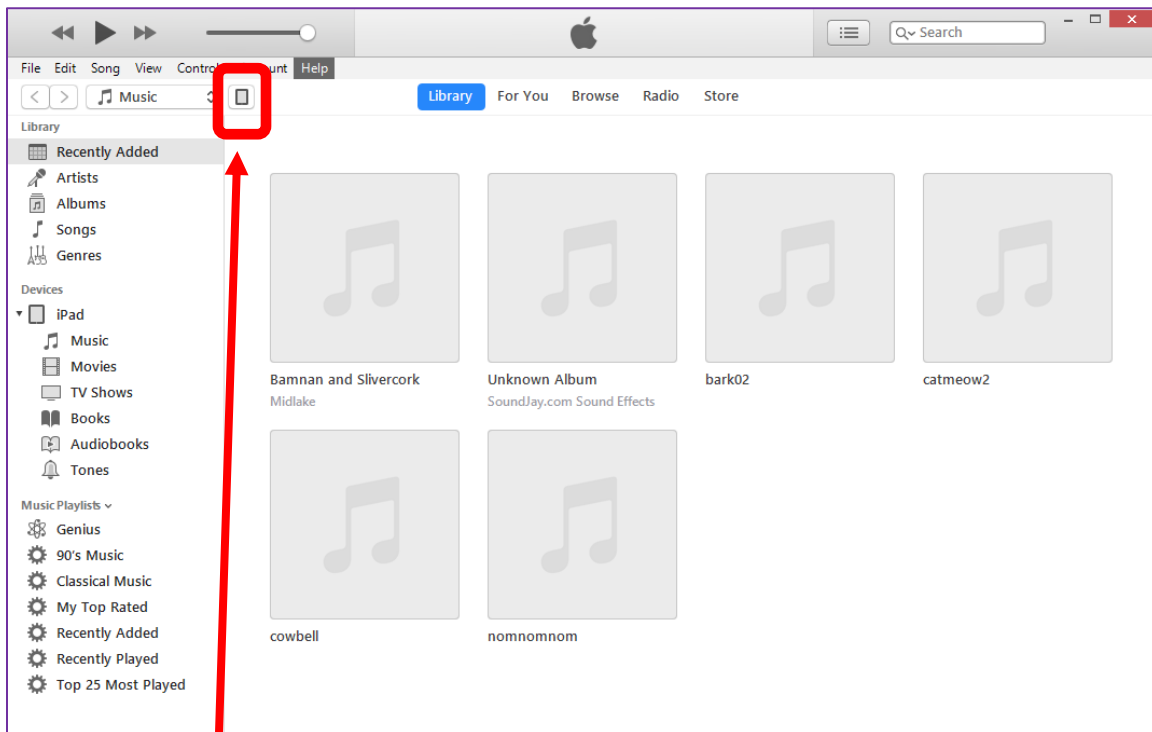 Search
File Edit Song View Control unt Help
Music
Library For You Browse Radio Store
Library
Recently Added
Artists
Albums
Songs
Genres
Devices
iPad
Music
Movies
TV Shows
Books
Audiobooks
Tones
Music Playlists
Genius
90's Music
Classical Music
My Top Rated
Recently Added
Recently Played
Top 25 Most Played
Bamnan and Slivercork
Midlake
Unknown Album
SoundJay.com Sound Effects
bark02
catmeow2
cowbell
nomnomnom